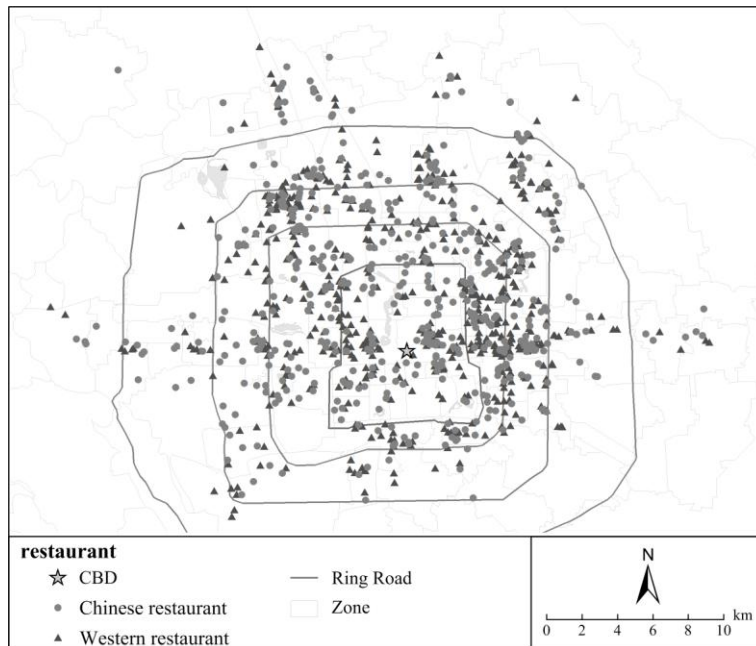 restaurant
CBD
Chinese restaurant
Western restaurant
Ring Road
Zone
N
km
0 2 4 6 8 10